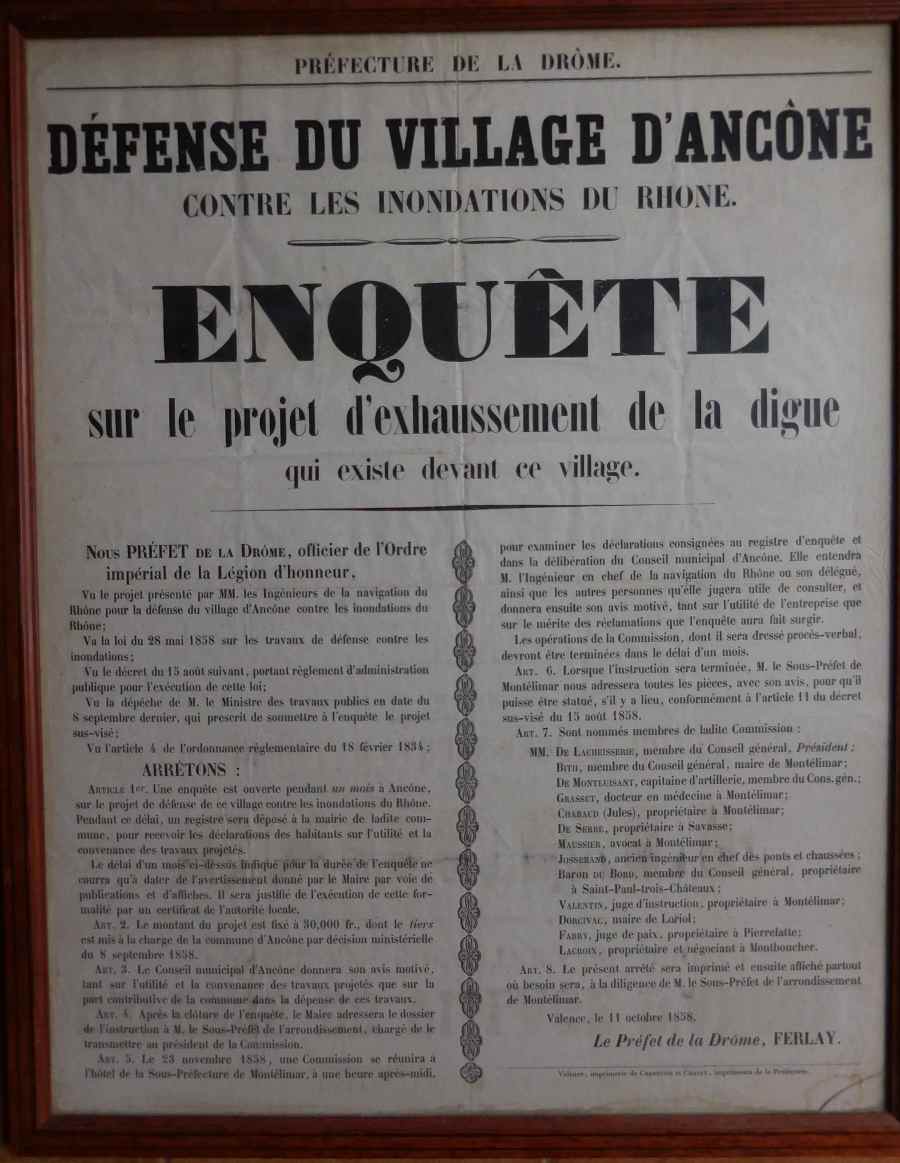 PRÉFECTURE DE LA DRÔME.
DÉFENSE DU VILLAGE D'ANCÔNE
CONTRE LES INONDATIONS DU RHONE.
ENQUÊTE
sur le projet d'exhaussement de la digue
qui existe devant ce village.
NOUS PRÉFET DE LA DRÔME, officier de l'Ordre
impérial de la Légion d'honneur,
Vu le projet présenté par MM. les Ingénieurs de la navigation du
Rhône pour la défense du village d'Ancône contre les inondations du
Rhône;
Vu la loi du 28 mai 1858 sur les travaux de défense contre les
inondations;
Vu le décret du 15 août suivant, portant règlement d'administration
publique pour l'exécution de cette loi;
Vu la dépêche de M. le Ministre des travaux publics en date du
8 septembre dernier, qui prescrit de soumettre à l'enquête le projet
sus-visé;
Vu l'article 4 de l'ordonnance réglementaire du 18 février 1834;
ARRÊTONS :
ARTICLE 1er. Une enquête est ouverte pendant un mois à Ancône,
sur le projet de défense de ce village contre les inondations du Rhône.
Pendant ce délai, un registre sera déposé à la mairie de ladite com-
mune, pour recevoir les déclarations des habitants sur l'utilité et la
convenance des travaux projetés.
Le délai d'un mois ci-dessus indiqué pour la durée de l'enquête ne
courra qu'à dater de l'avertissement donné par le Maire par voie de
publications et d'affiches. Il sera justifié de l'exécution de cette for-
malité par un certificat de l'autorité locale.
ART. 2. Le montant du projet est fixé à 30,000 fr., dont le tiers
est mis à la charge de la commune d'Ancône par décision ministérielle
du 8 septembre 1858.
ART. 3. Le Conseil municipal d'Ancône donnera son avis motivé,
tant sur l'utilité et la convenance des travaux projetés que sur la
part contributive de la commune dans la dépense de ces travaux.
ART. 4. Après la clôture de l'enquête, le Maire adressera le dossier
de l'instruction à M. le Sous-Préfet de l'arrondissement, chargé de le
transmettre au président de la Commission.
ART. 5. Le 23 novembre 1858, une Commission se réunira à
l'hôtel de la Sous-Préfecture de Montélimar, à une heure après-midi,
pour examiner les déclarations consignées au registre d'enquête et
dans la délibération du Conseil municipal d'Ancône. Elle entendra
M. l'Ingénieur en chef de la navigation du Rhône ou son délégué,
ainsi que les autres personnes qu'elle jugera utile de consulter, et
donnera ensuite son avis motivé, tant sur l'utilité de l'entreprise que
sur le mérite des réclamations que l'enquête aura fait surgir.
Les opérations de la Commission, dont il sera dressé procès-verbal,
devront être terminées dans le délai d'un mois.
ART. 6. Lorsque l'instruction sera terminée, M. le Sous-Préfet de
Montélimar nous adressera toutes les pièces, avec son avis, pour qu'il
puisse être statué, s'il y a lieu, conformément à l'article 11 du décret
sus-visé du 15 août 1858.
ART. 7. Sont nommés membres de ladite Commission :
MM. DE LACHEISSERIE, membre du Conseil général, Président;
BITH, membre du Conseil général, maire de Montélimar;
DE MONTLUISANT, capitaine d'artillerie, membre du Cons. gén.;
GRASSET, docteur en médecine à Montélimar;
CHABAUD (Jules), propriétaire à Montélimar;
DE SERRE, propriétaire à Savasse;
MAUSSIER, avocat à Montélimar;
JOSSERAND, ancien ingénieur en chef des ponts et chaussées;
Baron DU BORD, membre du Conseil général, propriétaire
à Saint-Paul-trois-Châteaux;
VALENTIN, juge d'instruction, propriétaire à Montélimar;
DORCIVAL, maire de Loriol;
FABRY, juge de paix, propriétaire à Pierrelatte;
LACROIX, propriétaire et négociant à Montboucher.
ART. 8. Le présent arrêté sera imprimé et ensuite affiché partout
où besoin sera, à la diligence de M. le Sous-Préfet de l'arrondissement
de Montélimar.
Valence, le 11 octobre 1858.
Le Préfet de la Drôme, FERLAY.
Valence, imprimerie de et CHALÉAT, imprimeurs de la Préfecture.